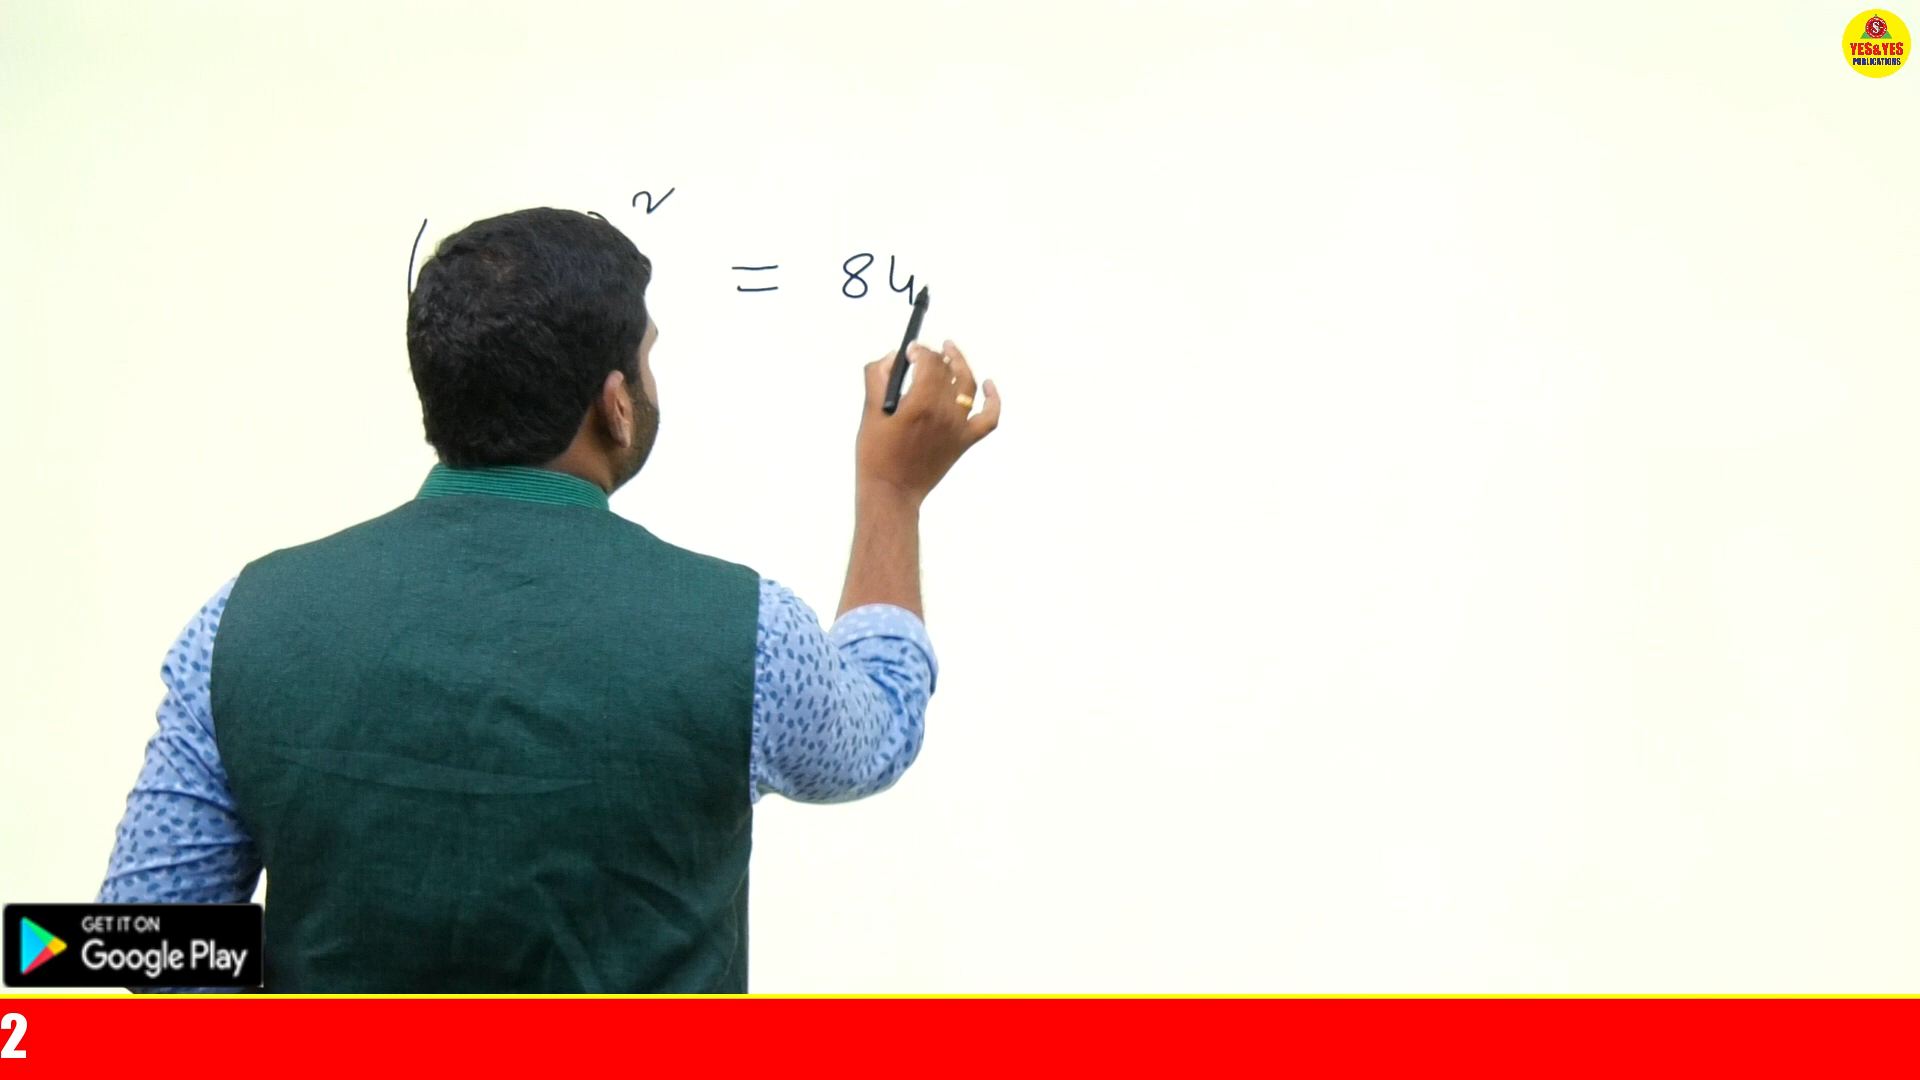 YES&YES
PUBLICATIONS
( ) 2 = 84
GET IT ON
Google Play
2